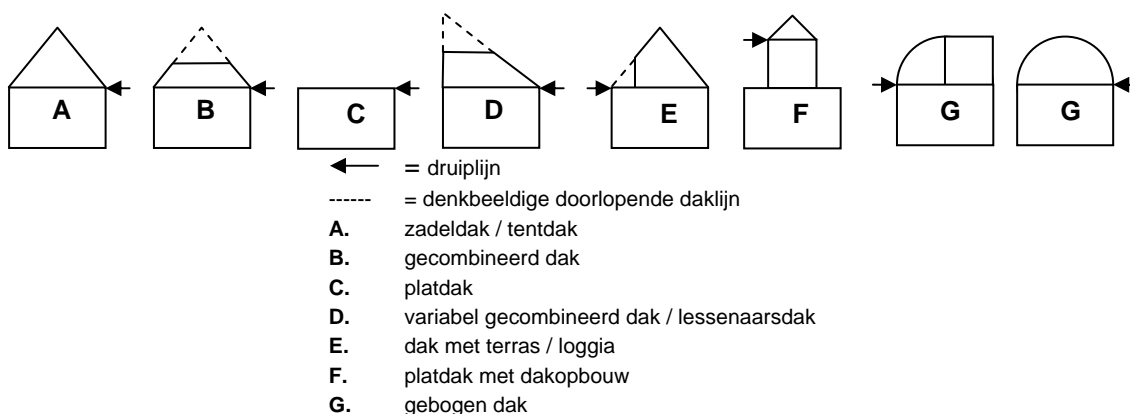 A B C D E F G G
= druiplijn
------ = denkbeeldige doorlopende daklijn
A. zadeldak / tentdak
B. gecombineerd dak
C. platdak
D. variabel gecombineerd dak / lessenaarsdak
E. dak met terras / loggia
F. platdak met dakopbouw
G. gebogen dak